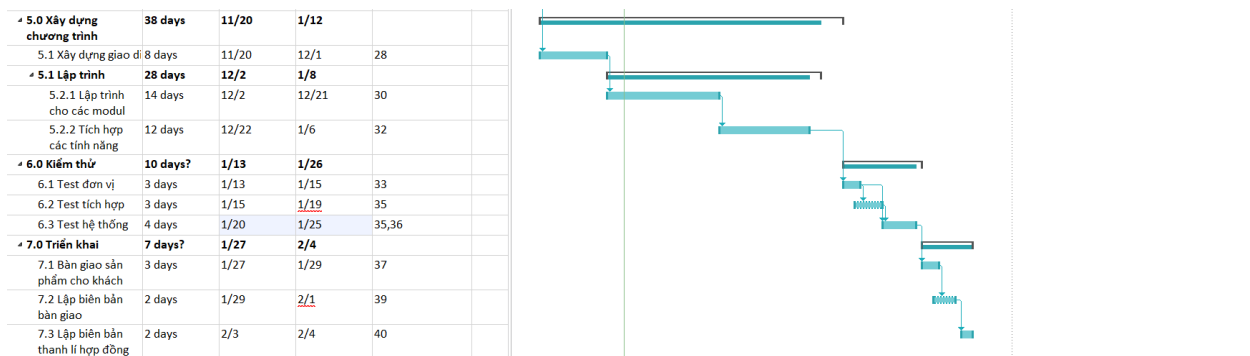 5.0 Xây dựng 38 days 11/20 1/12
chương trình
5.1 Xây dựng giao di 8 days 11/20 12/1 28
5.1 Lập trình 28 days 12/2 1/8
5.2.1 Lập trình 14 days 12/2 12/21 30
cho các modul
5.2.2 Tích hợp 12 days 12/22 1/6 32
các tính năng
6.0 Kiểm thử 10 days? 1/13 1/26
6.1 Test đơn vị 3 days 1/13 1/15 33
6.2 Test tích hợp 3 days 1/15 1/19 35
6.3 Test hệ thống 4 days 1/20 1/25 35,36
7.0 Triển khai 7 days? 1/27 2/4
7.1 Bàn giao sản 3 days 1/27 1/29 37
phẩm cho khách
7.2 Lập biên bản 2 days 1/29 2/1 39
bàn giao
7.3 Lập biên bản 2 days 2/3 2/4 40
thanh lí hợp đồng